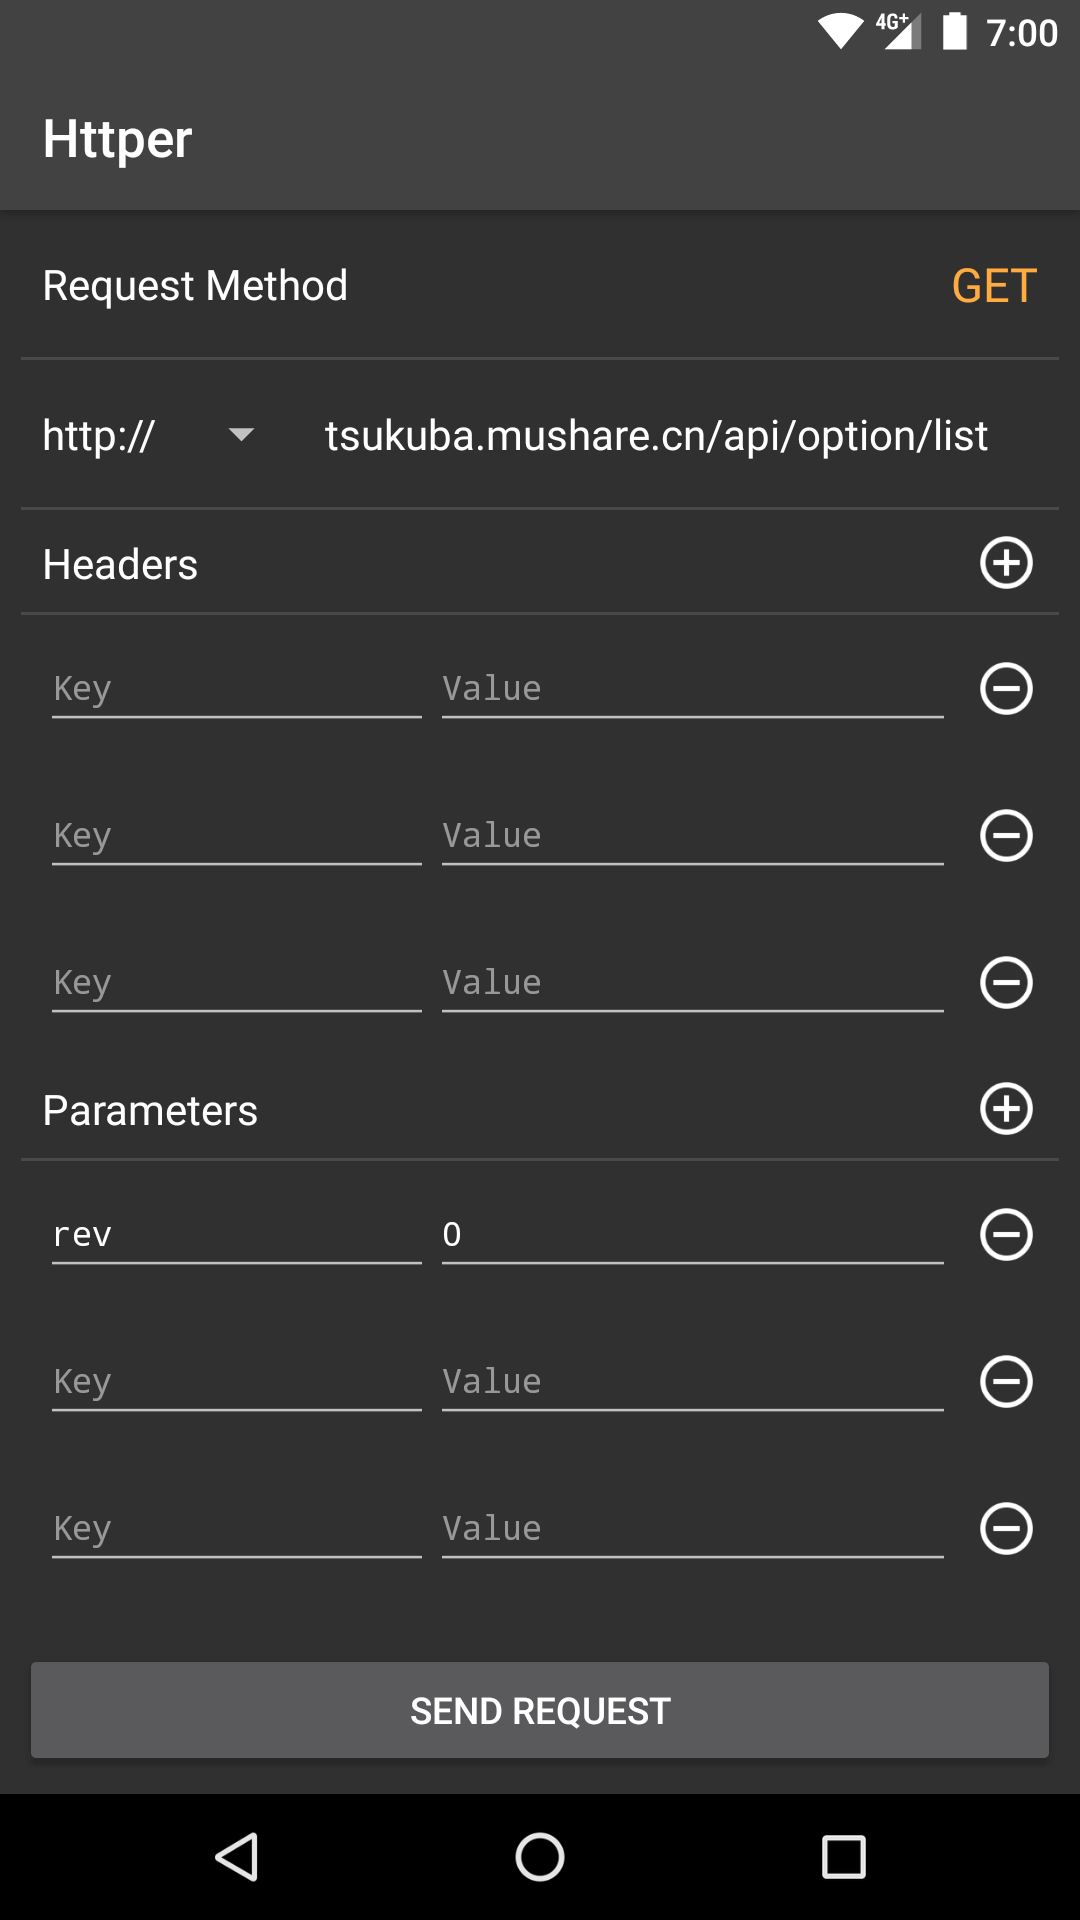 4G+ 7:00
Httper
Request Method GET
http:// tsukuba.mushare.cn/api/option/list
Headers
Key Value
Key Value
Key Value
Parameters
rev 0
Key Value
Key Value
SEND REQUEST